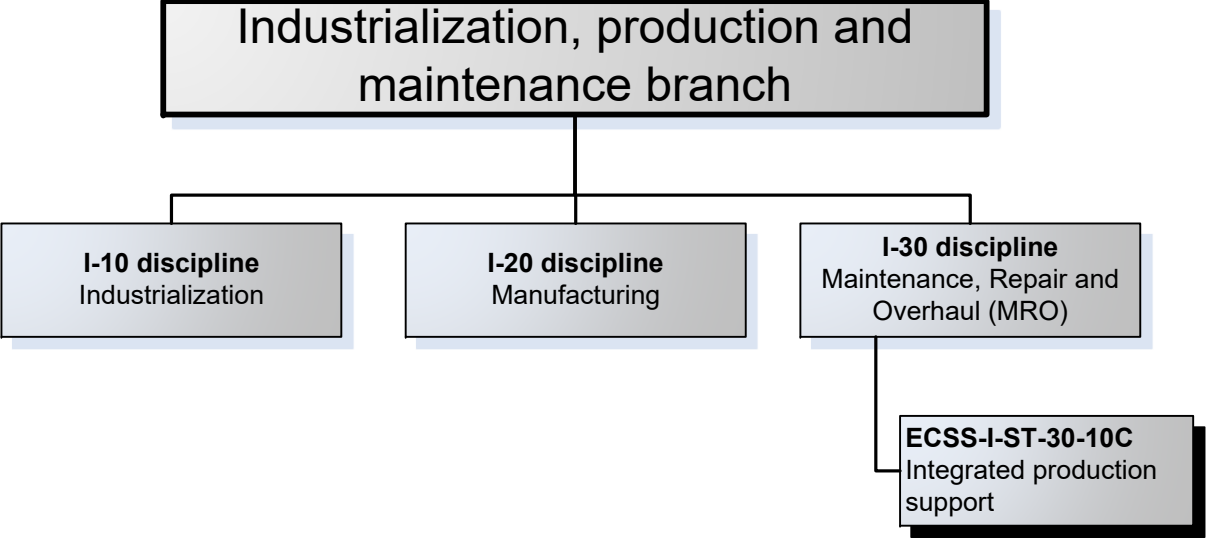 Industrialization, production and
maintenance branch
I-10 discipline
Industrialization
I-20 discipline
Manufacturing
I-30 discipline
Maintenance, Repair and
Overhaul (MRO)
ECSS-I-ST-30-10C
Integrated production
support